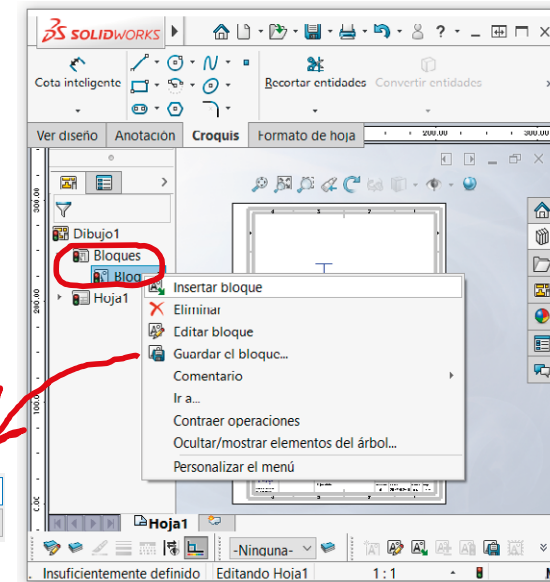 SOLIDWORKS
Cota inteligente
Recortar entidades
Convertir entidades
Ver diseño
Anotación
Croquis
Formato de hoja
200.00
300.00
300.00
Dibujo1
Bloques
Bloq
Hoja1
200.00
100.00
0.00
Insertar bloque
Eliminar
Editar bloque
Guardar el bloque...
Comentario
Ir a...
Contraer operaciones
Ocultar/mostrar elementos del árbol...
Personalizar el menú
Hoja1
-Ninguna-
Insuficientemente definido
Editando Hoja1
1:1